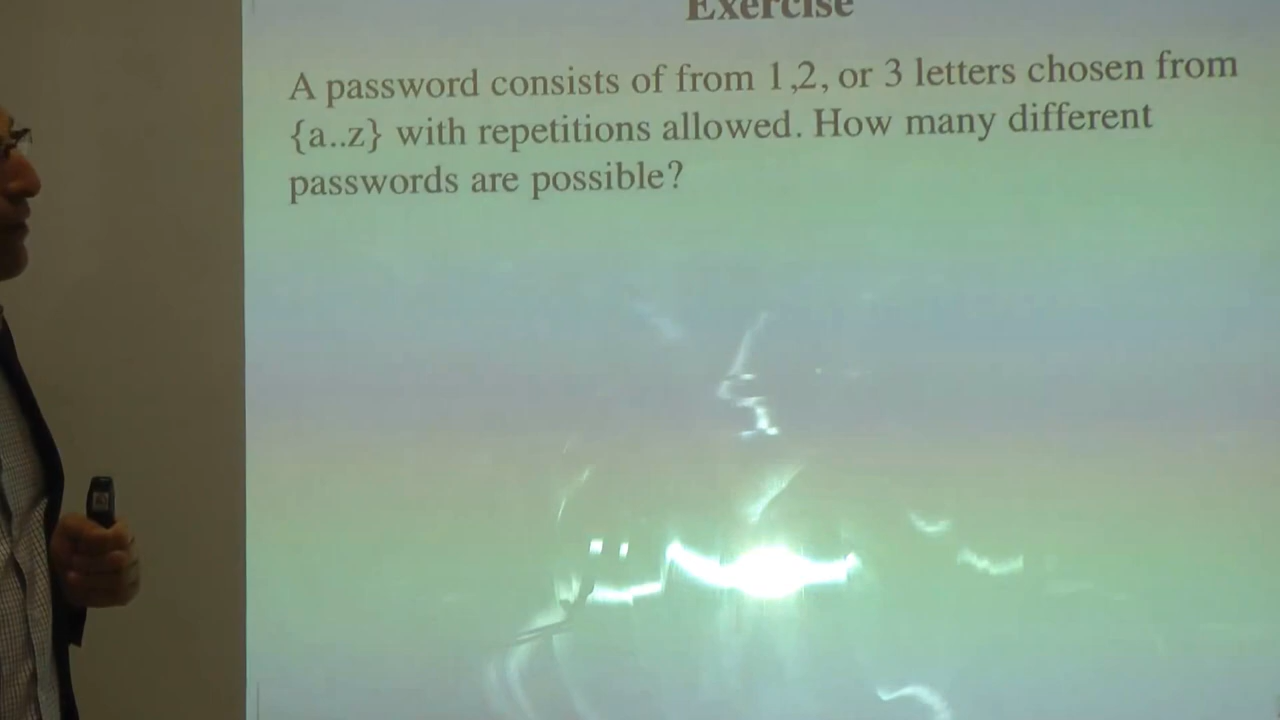 Exercise
A password consists of from 1,2, or 3 letters chosen from
{a..z} with repetitions allowed. How many different
passwords are possible?